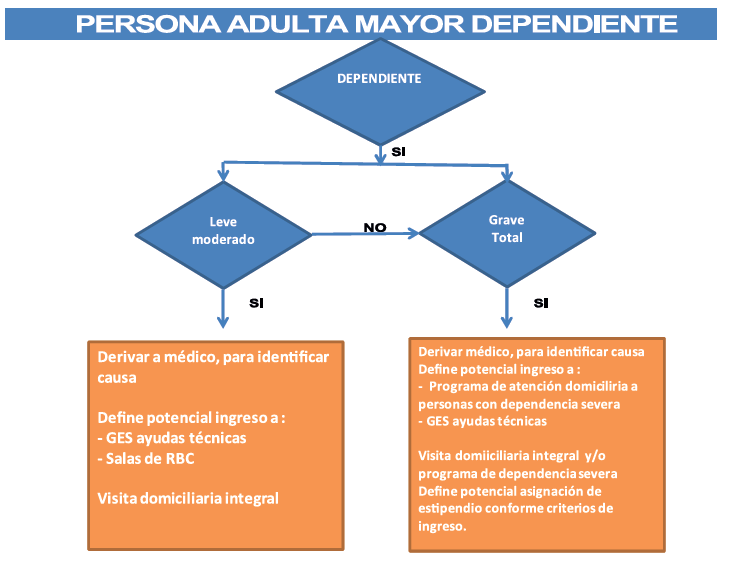 PERSONA ADULTA MAYOR DEPENDIENTE
DEPENDIENTE
SI
Leve
moderado
NO
Grave
Total
SI
SI
Derivar a médico, para identificar
causa
Define potencial ingreso a :
- GES ayudas técnicas
- Salas de RBC
Visita domiciliaria integral
Derivar médico, para identificar causa
Define potencial ingreso a :
- Programa de atención domiciliria a
personas con dependencia severa
- GES ayudas técnicas
Visita domiiciliaria integral y/o
programa de dependencia severa
Define potencial asignación de
estipendio conforme criterios de
ingreso.